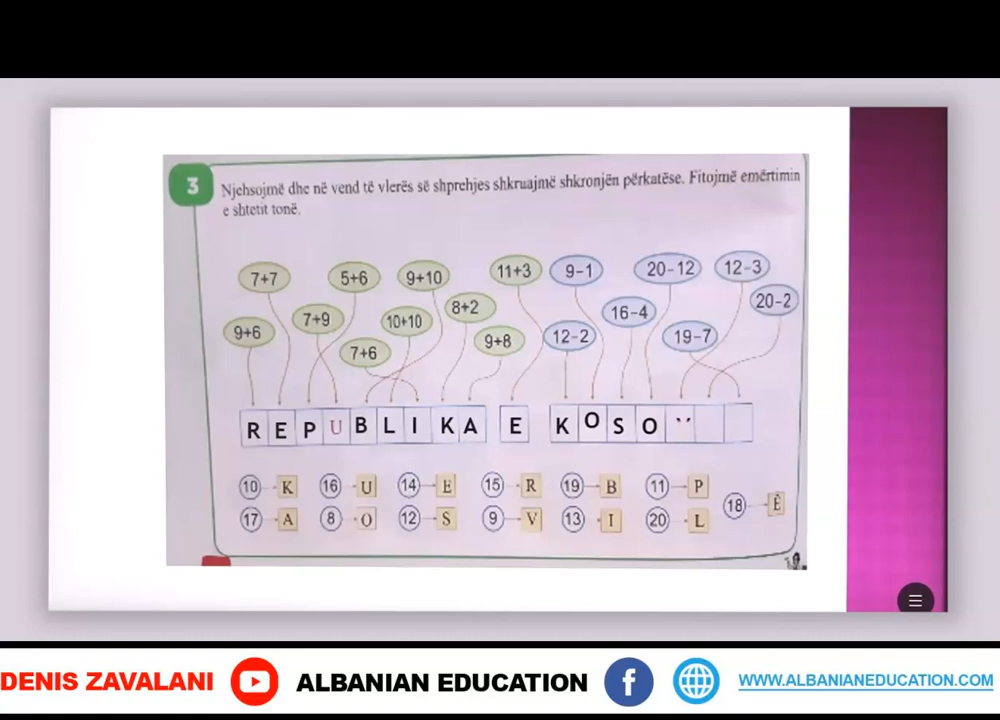 3
Njehsojmë dhe në vend të vlerës së shprehjes shkruajmë shkronjën përkatëse. Fitojmë emërtimin
e shtetit tonë.
7+7 5+6 9+10 11+3 9-1 20-12 12-3
9+6 7+9 10+10 8+2 16-4 20-2
7+6 9+8 12-2 19-7
R E P U B L I K A E K O S O
10 K 16 U 14 E 15 R 19 B 11 P
17 A 8 O 12 S 9 V 13 I 20 L 18 Ë
DENIS ZAVALANI ALBANIAN EDUCATION f WWW.ALBANIANEDUCATION.COM